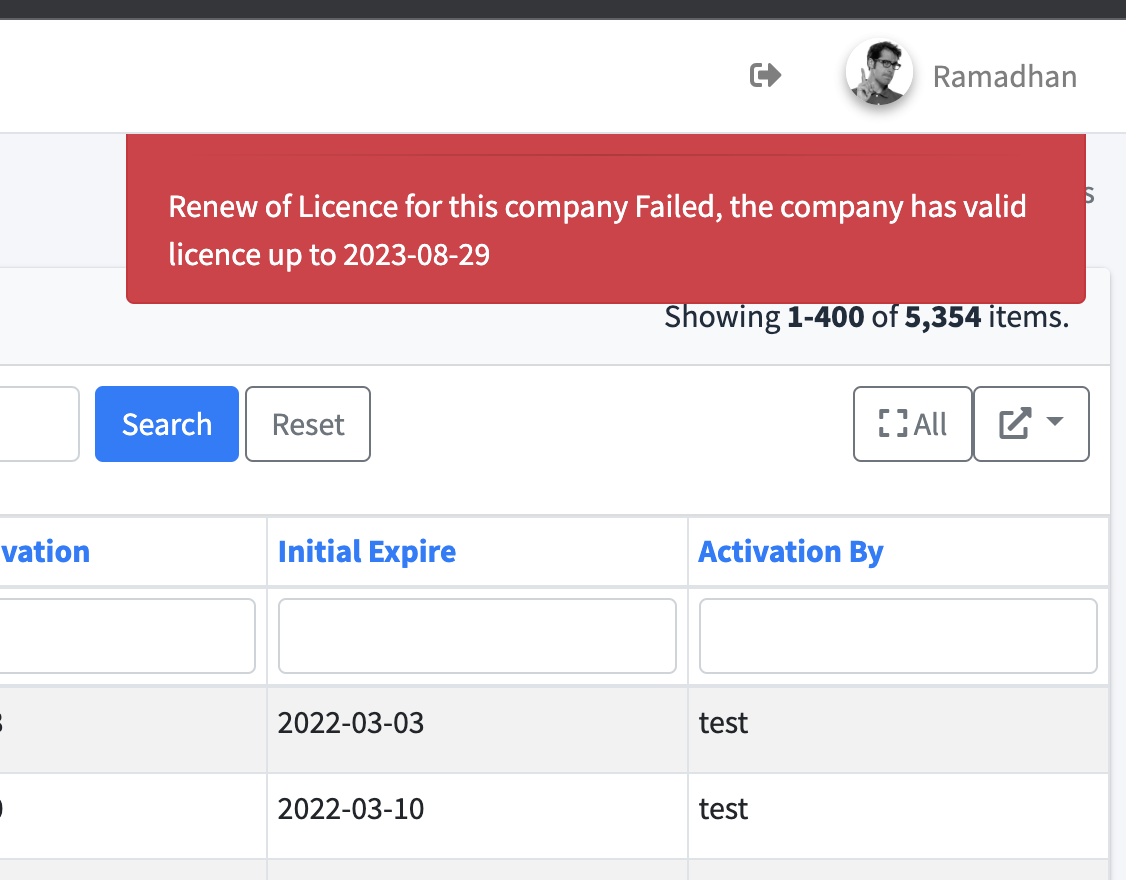 Ramadhan
Renew of Licence for this company Failed, the company has valid
licence up to 2023-08-29
s
Showing 1-400 of 5,354 items.
Search Reset All
vation Initial Expire Activation By
2022-03-03 test
2022-03-10 test